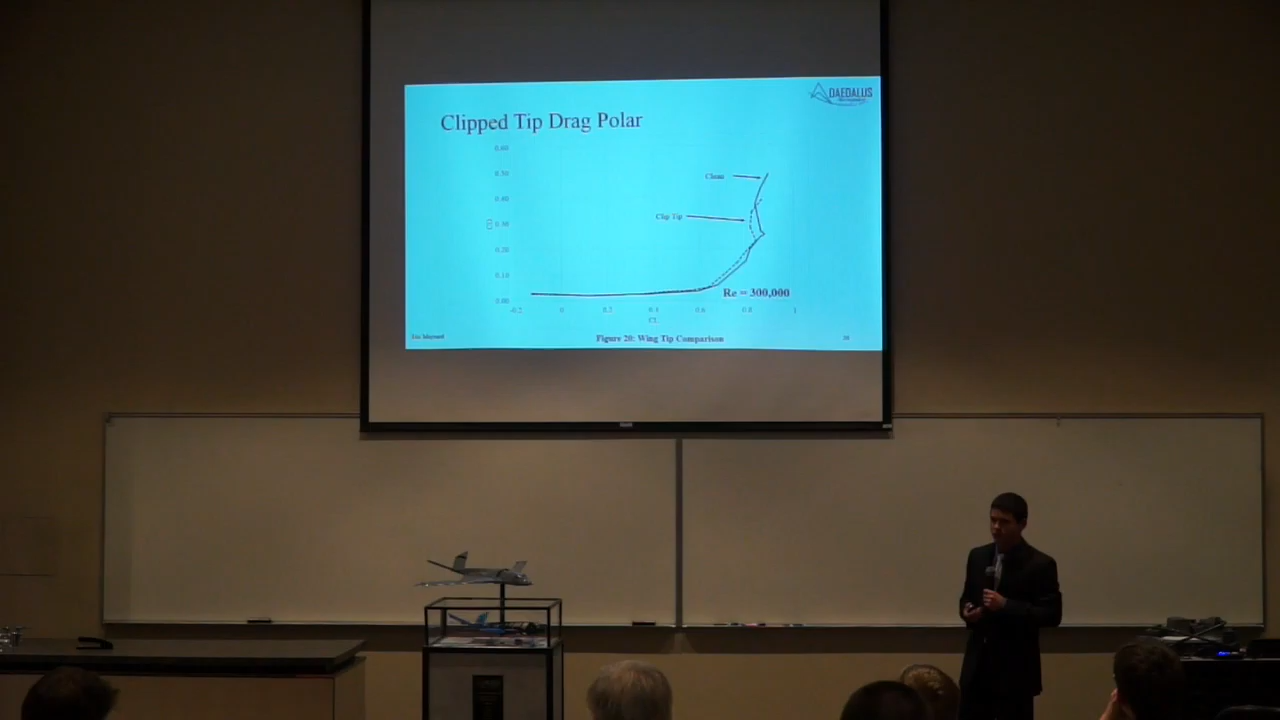 DAEDALUS
Clipped Tip Drag Polar
0.60
0.50
0.40
0.30
0.20
0.10
0.00
Clean
Clip Tip
Re = 300,000
-0.2 0 0.2 0.4 0.6 0.8 1
CL
Figure 20: Wing Tip Comparison